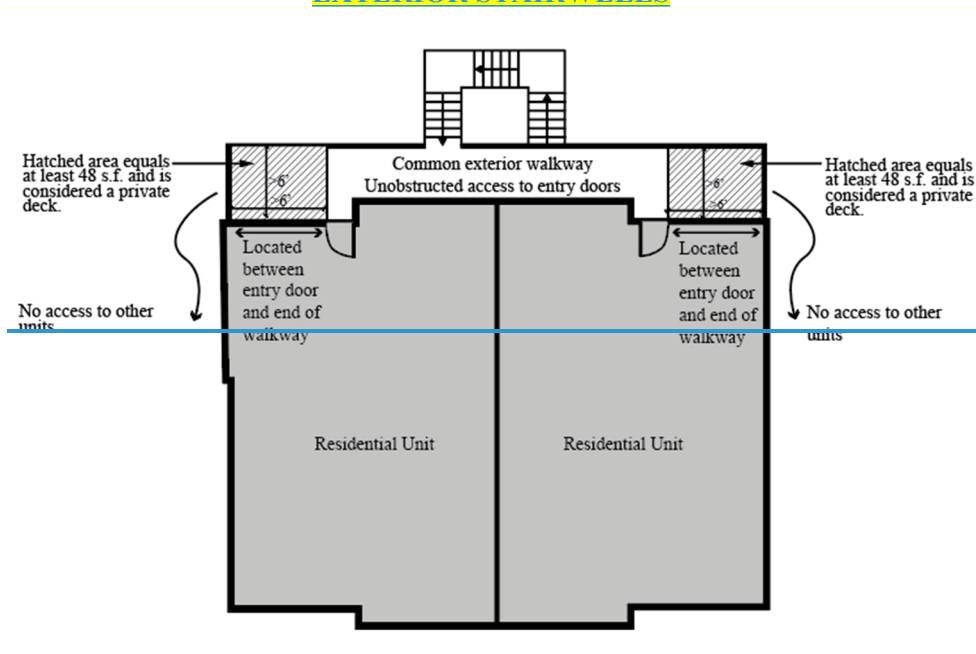 EXTERIOR STAIRWELLS
Hatched area equals
at least 48 s.f. and is
considered a private
deck.
>6'
>6'
Common exterior walkway
Unobstructed access to entry doors
>6'
>6'
Hatched area equals
at least 48 s.f. and is
considered a private
deck.
Located
between
entry door
and end of
walkway
Located
between
entry door
and end of
walkway
No access to other
units
No access to other
units
Residential Unit
Residential Unit